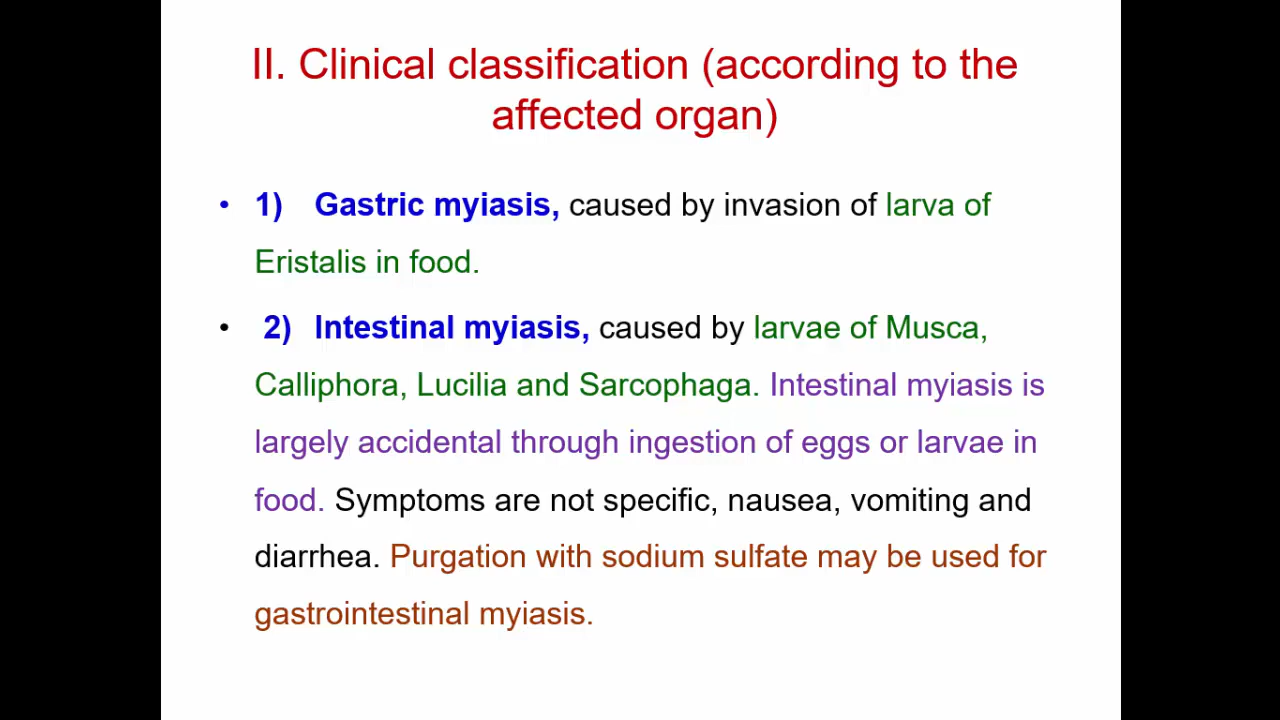 II. Clinical classification (according to the
affected organ)
• 1) Gastric myiasis, caused by invasion of larva of
Eristalis in food.
• 2) Intestinal myiasis, caused by larvae of Musca,
Calliphora, Lucilia and Sarcophaga. Intestinal myiasis is
largely accidental through ingestion of eggs or larvae in
food. Symptoms are not specific, nausea, vomiting and
diarrhea. Purgation with sodium sulfate may be used for
gastrointestinal myiasis.